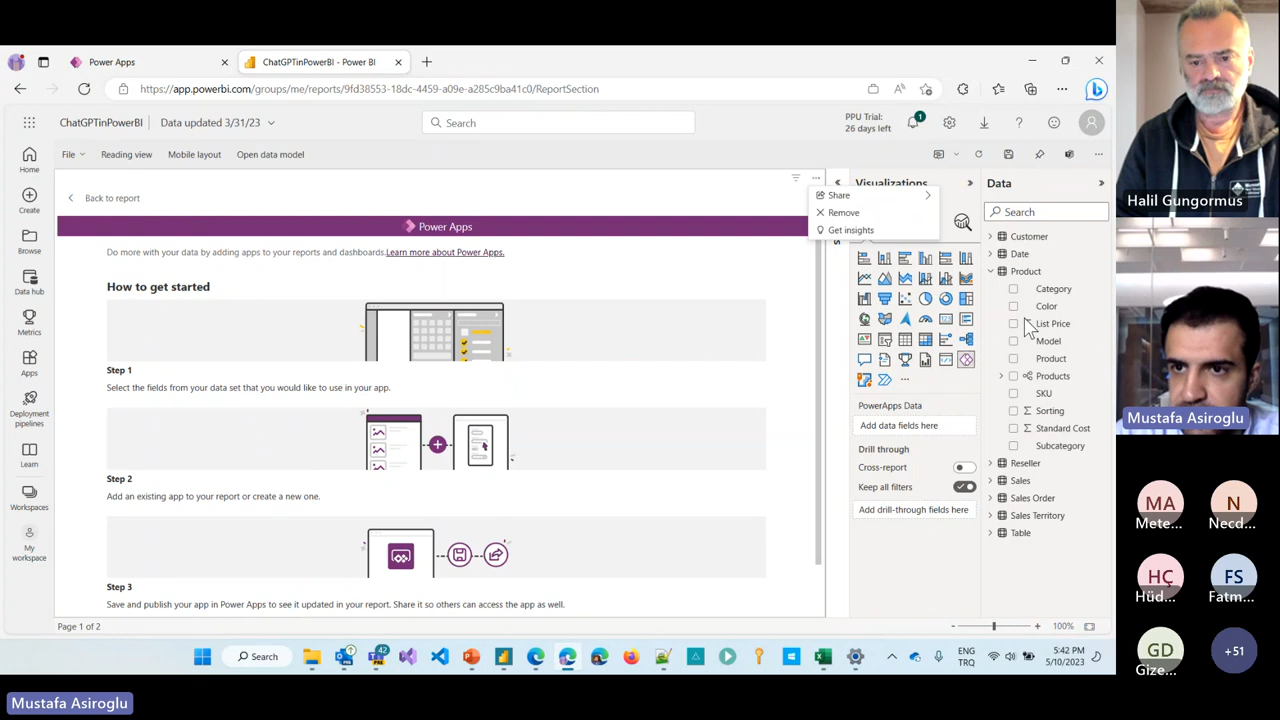 Power Apps
ChatGPTinPowerBI - Power BI
https://app.powerbi.com/groups/me/reports/9fd38553-18dc-4459-a09e-a285c9ba41c0/ReportSection
ChatGPTinPowerBI
Data updated 3/31/23
Search
PPU Trial:
26 days left
1
File
Reading view
Mobile layout
Open data model
Home
Create
Browse
Data hub
Metrics
Apps
Deployment
pipelines
Learn
Workspaces
My
workspace
Back to report
Power Apps
Do more with your data by adding apps to your reports and dashboards.Learn more about Power Apps.
How to get started
Step 1
Select the fields from your data set that you would like to use in your app.
Step 2
Add an existing app to your report or create a new one.
Step 3
Save and publish your app in Power Apps to see it updated in your report. Share it so others can access the app as well.
Share
Remove
Get insights
Visualizations
PowerApps Data
Add data fields here
Drill through
Cross-report
Keep all filters
Add drill-through fields here
Data
Search
Customer
Date
Product
Category
Color
List Price
Model
Product
Products
SKU
Sorting
Standard Cost
Subcategory
Reseller
Sales
Sales Order
Sales Territory
Table
Page 1 of 2
100%
Search
42
ENG
TRQ
5:42 PM
5/10/2023
Halil Gungormus
Mustafa Asiroglu
MA
Mete...
N
Necd...
HÇ
Hüd...
FS
Fatm...
GD
Gize...
+51
Mustafa Asiroglu